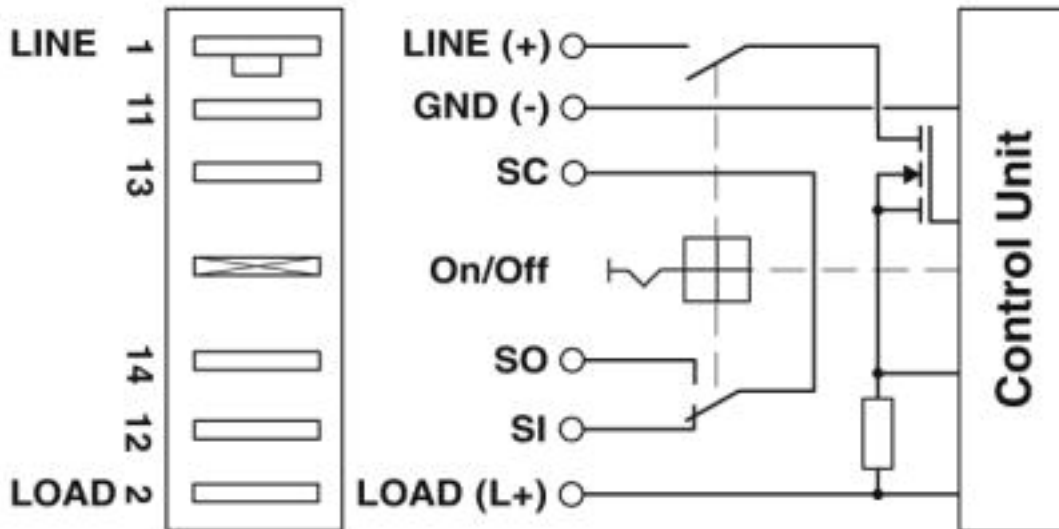 LINE 1
11
13
14
12
LOAD 2
LINE (+)
GND (-)
SC
On/Off
SO
SI
LOAD (L+)
Control Unit